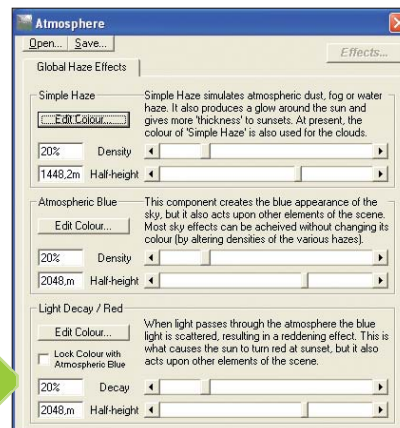 Atmosphere
Open... Save...
Effects...
Global Haze Effects
Simple Haze
Edit Colour...
Simple Haze simulates atmospheric dust, fog or water
haze. It also produces a glow around the sun and
gives more 'thickness' to sunsets. At present, the
colour of 'Simple Haze' is also used for the clouds.
20% Density
1448,2m Half-height
Atmospheric Blue
Edit Colour...
This component creates the blue appearance of the
sky, but it also acts upon other elements of the scene.
Most sky effects can be acheived without changing its
colour (by altering densities of the various hazes).
20% Density
2048,m Half-height
Light Decay / Red
Edit Colour...
Lock Colour with
Atmospheric Blue
When light passes through the atmosphere the blue
light is scattered, resulting in a reddening effect. This is
what causes the sun to turn red at sunset, but it also
acts upon other elements of the scene.
20% Decay
2048,m Half-height